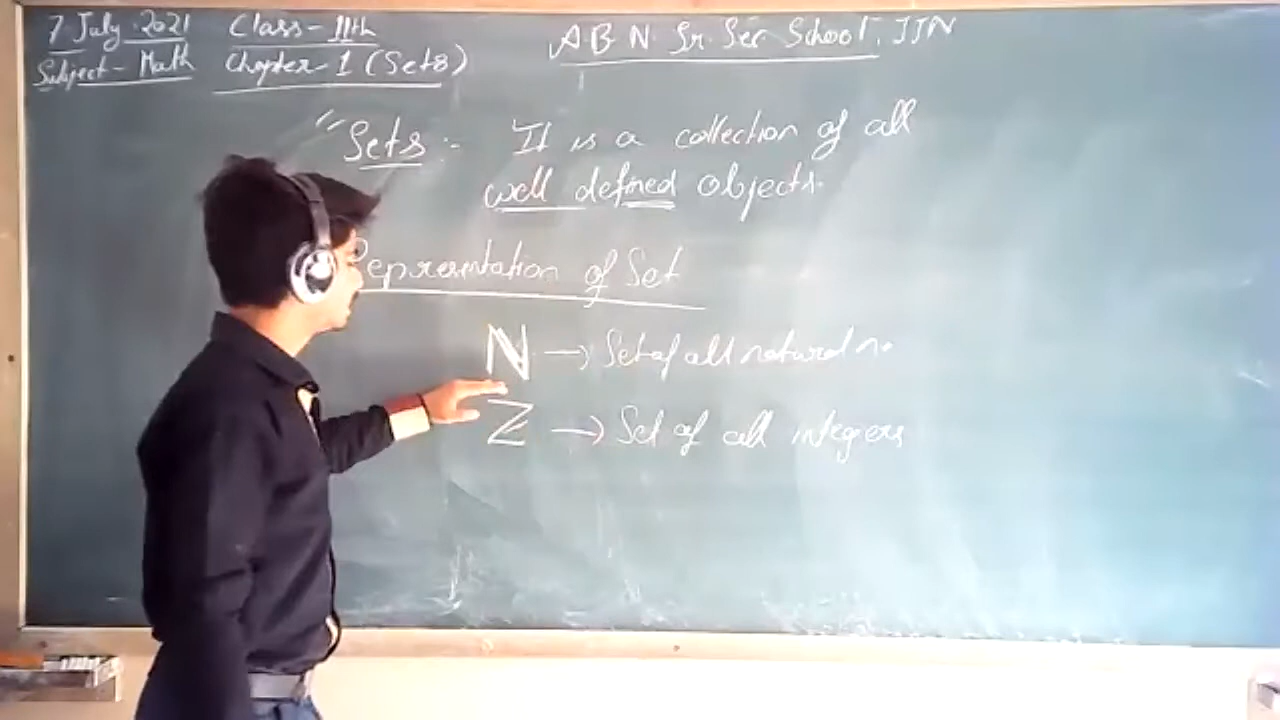 7 July 2021 Class-11th A B N. Sr. Sec School, JJN
Subject- Math Chapter-1 (Sets)
"Sets :- It is a collection of all
well defined objects.
Representation of Set
N → Set of all natural no
Z → Set of all integers